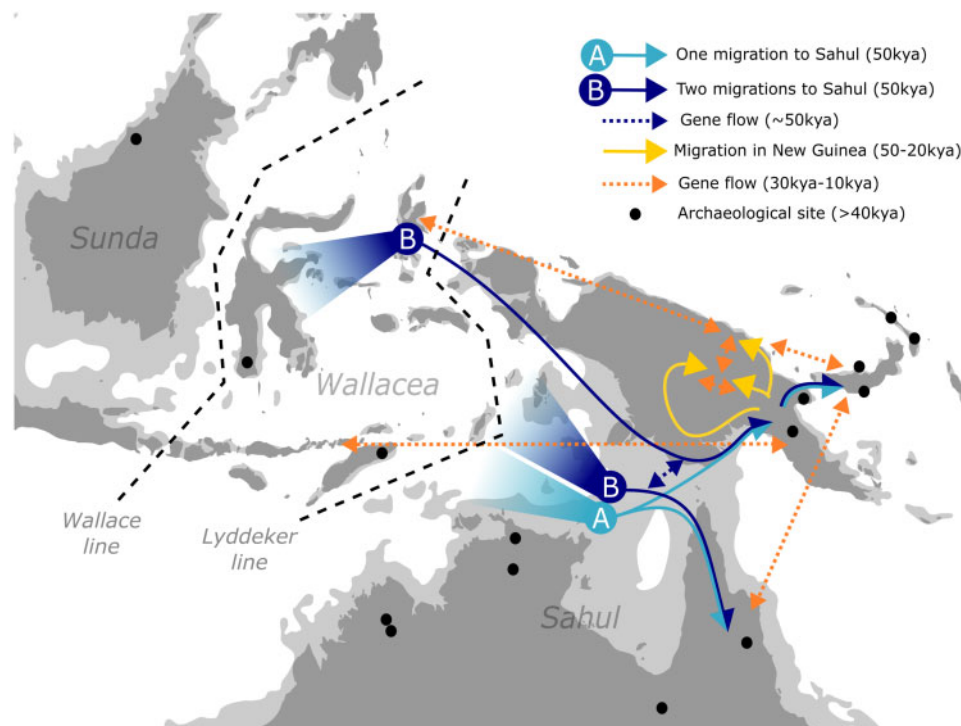 A One migration to Sahul (50kya)
B Two migrations to Sahul (50kya)
Gene flow (~50kya)
Migration in New Guinea (50-20kya)
Gene flow (30kya-10kya)
Archaeological site (>40kya)
Sunda
B
Wallacea
B
A
Wallace
line
Lyddeker
line
Sahul